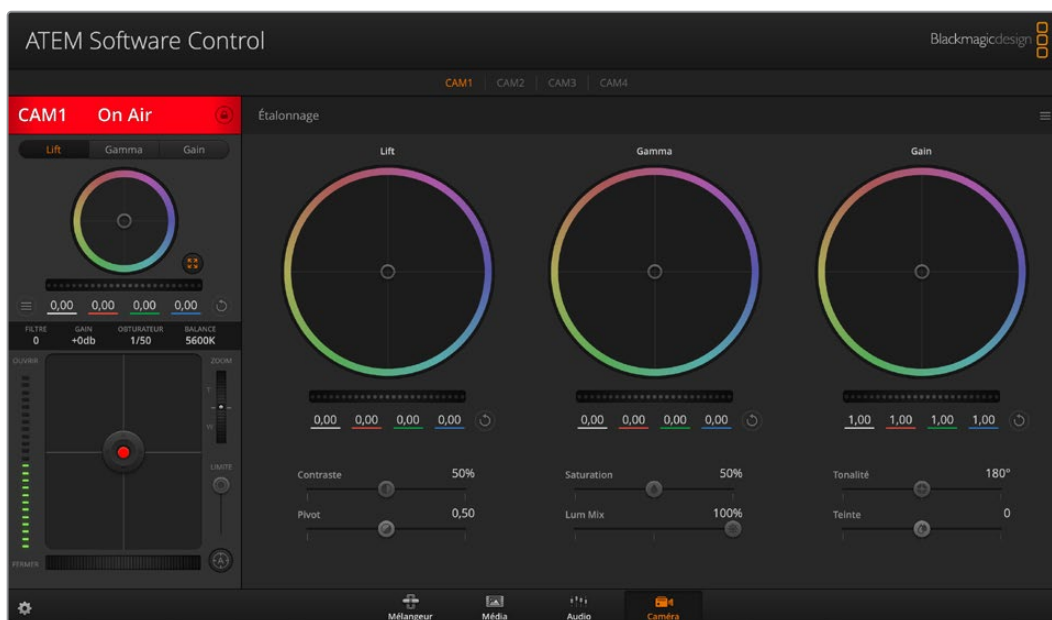 ATEM Software Control
Blackmagicdesign
CAM1 CAM2 CAM3 CAM4
CAM1 On Air
Étalonnage
Lift Gamma Gain
Lift Gamma Gain
0,00 0,00 0,00 0,00
FILTRE GAIN OBTURATEUR BALANCE
0 +0db 1/50 5600K
OUVRIR ZOOM
T
W
LIMITE
A
FERMER
0,00 0,00 0,00 0,00 0,00 0,00 0,00 0,00 1,00 1,00 1,00 1,00
Contraste 50% Saturation 50% Tonalité 180°
Pivot 0,50 Lum Mix 100% Teinte 0
Mélangeur Média Audio Caméra